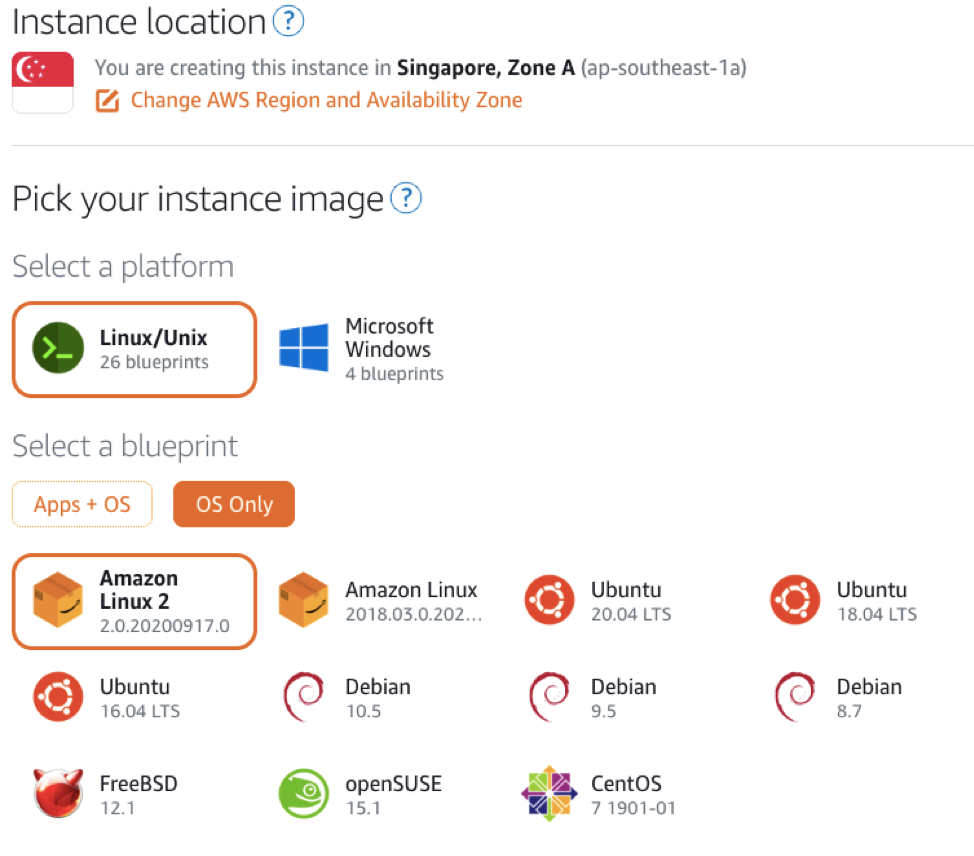 Instance location ?
You are creating this instance in Singapore, Zone A (ap-southeast-1a)
Change AWS Region and Availability Zone
Pick your instance image ?
Select a platform
Linux/Unix
26 blueprints
Microsoft
Windows
4 blueprints
Select a blueprint
Apps + OS
OS Only
Amazon
Linux 2
2.0.20200917.0
Amazon Linux
2018.03.0.202...
Ubuntu
20.04 LTS
Ubuntu
18.04 LTS
Ubuntu
16.04 LTS
Debian
10.5
Debian
9.5
Debian
8.7
FreeBSD
12.1
openSUSE
15.1
CentOS
7 1901-01